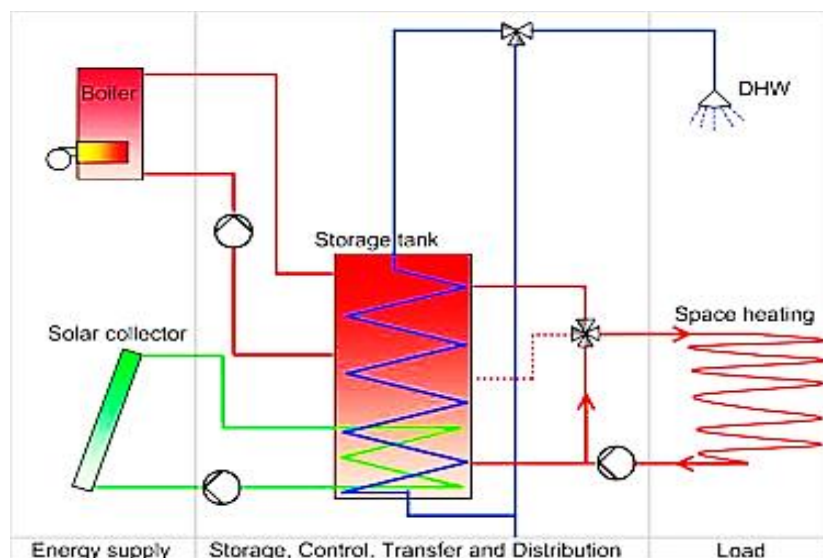 Boiler
DHW
Storage tank
Solar collector
Space heating
Energy supply
Storage, Control, Transfer and Distribution
Load